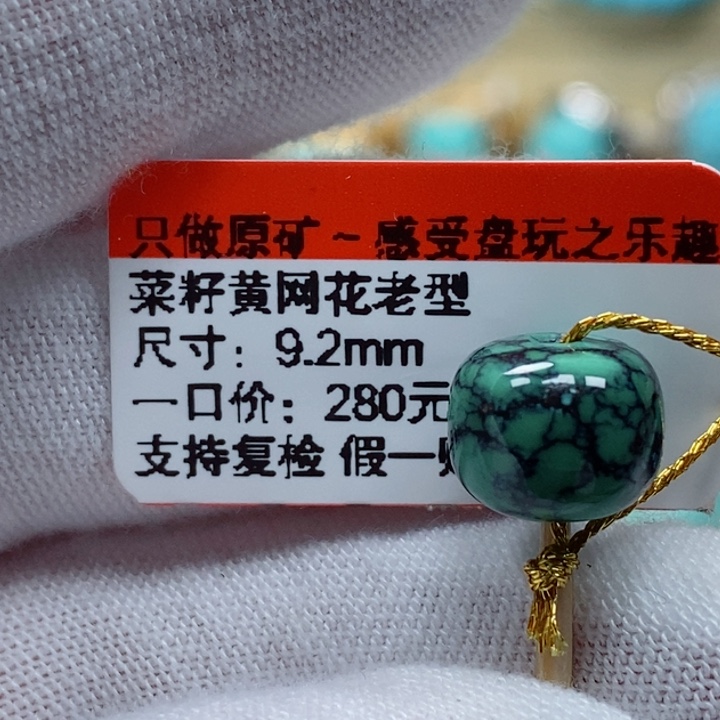 只做原矿~感受盘玩之乐趣
菜籽黄网花老型
尺寸：9.2mm
一口价：280元
支持复检 假一